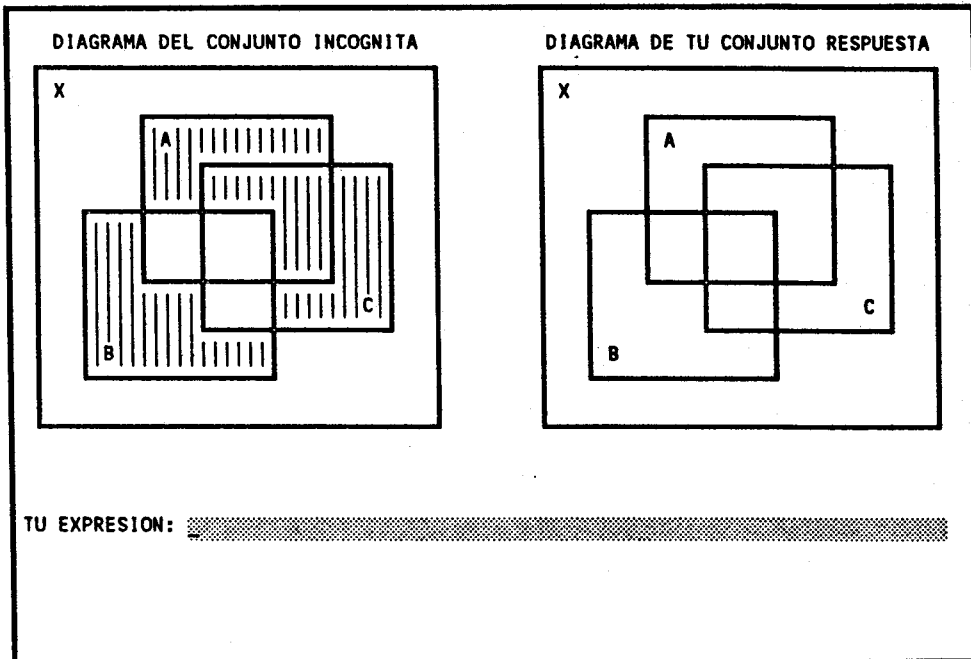 DIAGRAMA DEL CONJUNTO INCOGNITA
DIAGRAMA DE TU CONJUNTO RESPUESTA
X
A
B
C
X
A
B
C
TU EXPRESION: